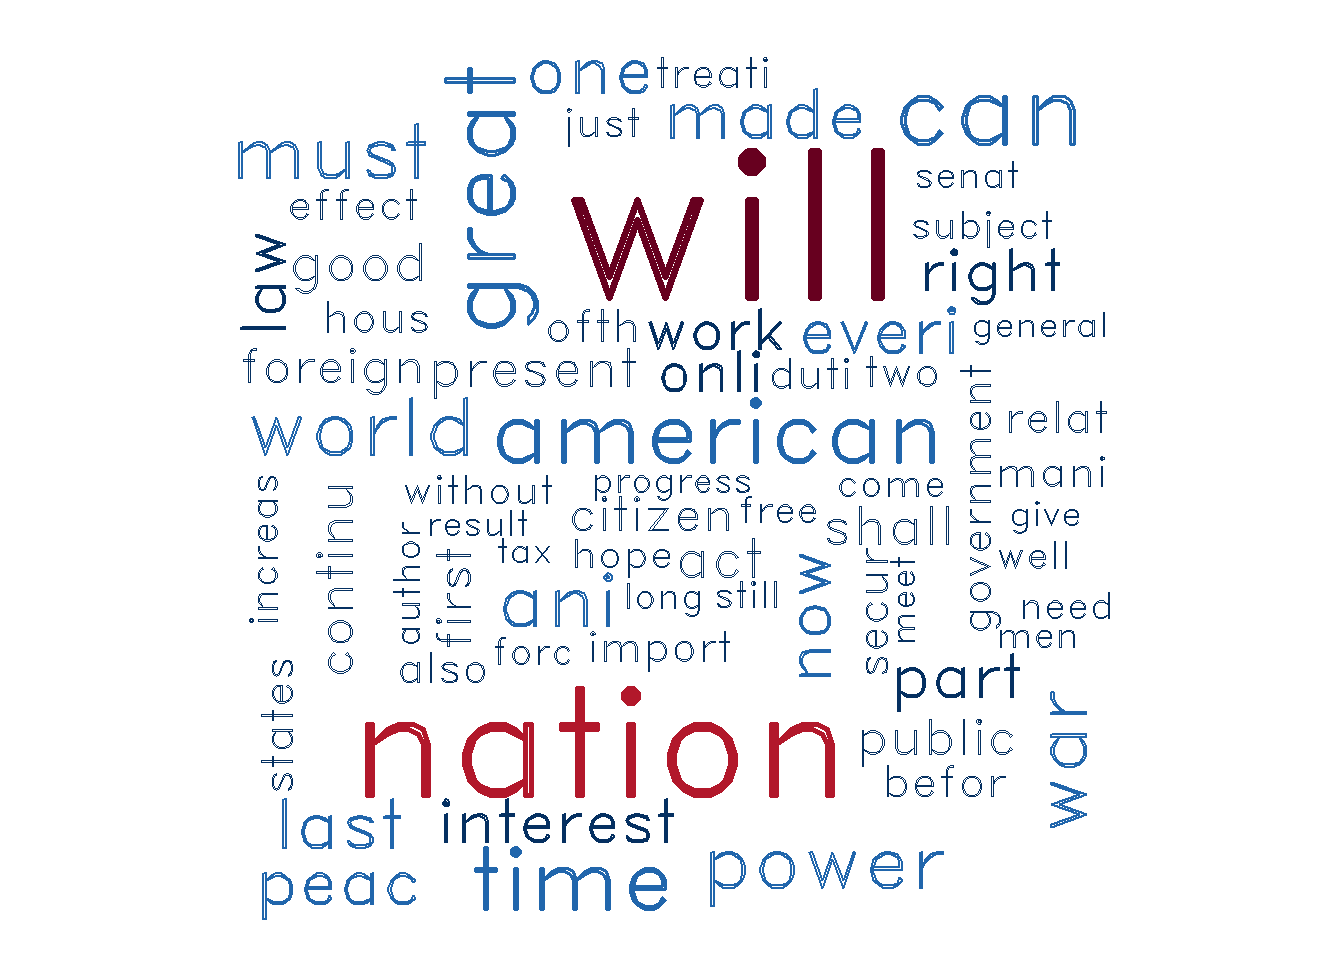 one treati
great
just made can
must
will
senat
effect
subject
law
good
right
hous
ofth work everi general
foreign present onli duti two
government
world american relat
mani
increas
continu
without progress come
author
result citizen free shall give
first
tax hope act now secur meet well
ani long still need
also forc import men
states
part
nation
war
public
befor
last interest
peac time power